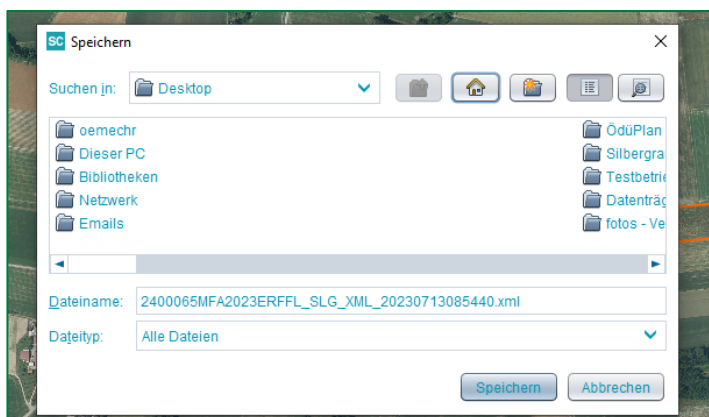 SC Speichern
Suchen in: Desktop
oemechr
Dieser PC
Bibliotheken
Netzwerk
Emails
ÖdüPlan
Silbergra
Testbetrie
Datenträg
fotos - Ve
Dateiname: 2400065MFA2023ERFFL_SLG_XML_20230713085440.xml
Dateityp: Alle Dateien
Speichern Abbrechen